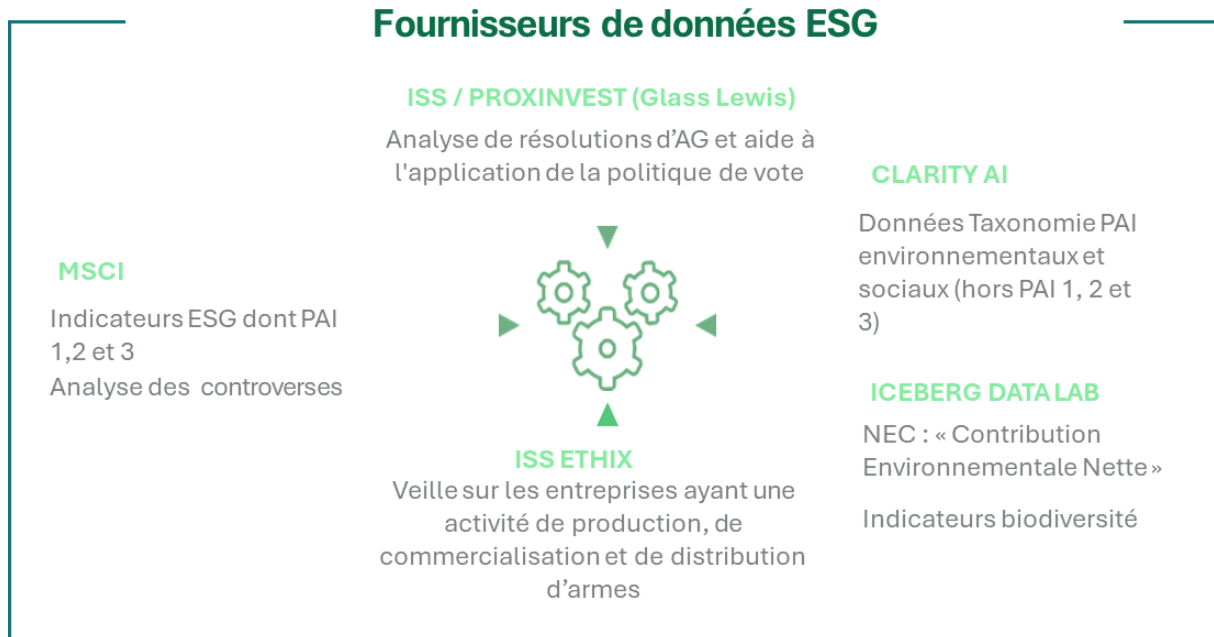 Fournisseurs de données ESG
ISS / PROXINVEST (Glass Lewis)
Analyse de résolutions d’AG et aide à
l'application de la politique de vote
MSCI
Indicateurs ESG dont PAI
1,2 et 3
Analyse des controverses
CLARITY AI
Données Taxonomie PAI
environnementaux et
sociaux (hors PAI 1, 2 et
3)
ICEBERG DATA LAB
NEC : « Contribution
Environnementale Nette »
Indicateurs biodiversité
ISS ETHIX
Veille sur les entreprises ayant une
activité de production, de
commercialisation et de distribution
d’armes